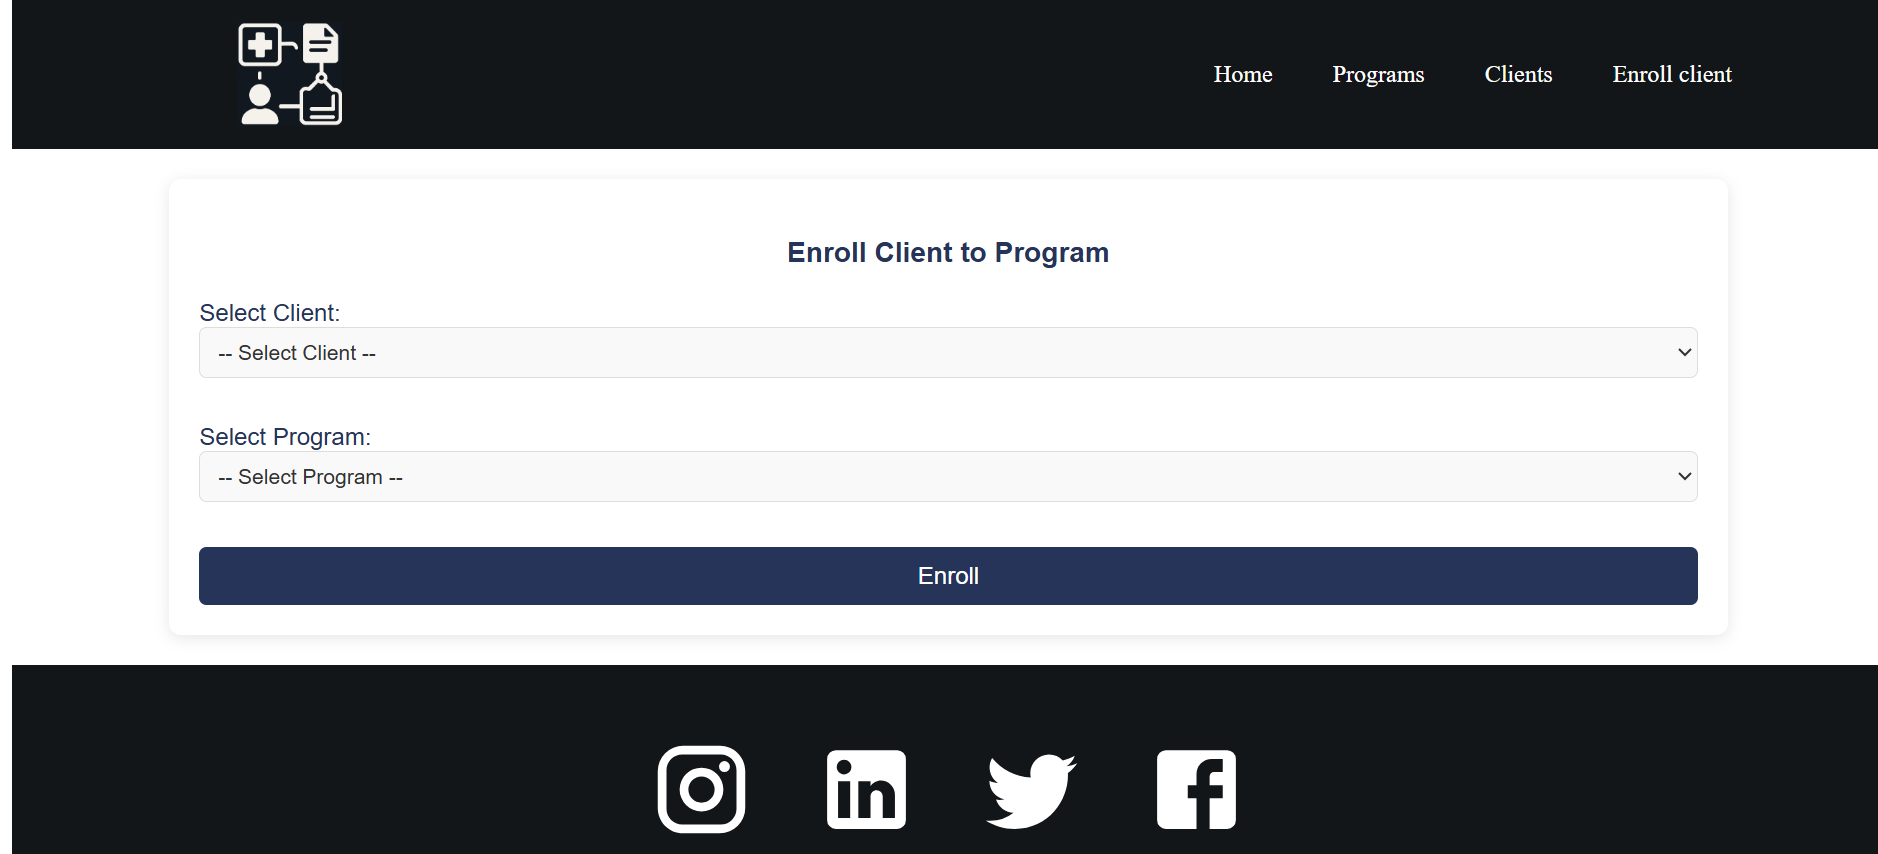 Home Programs Clients Enroll client
Enroll Client to Program
Select Client:
-- Select Client --
Select Program:
-- Select Program --
Enroll